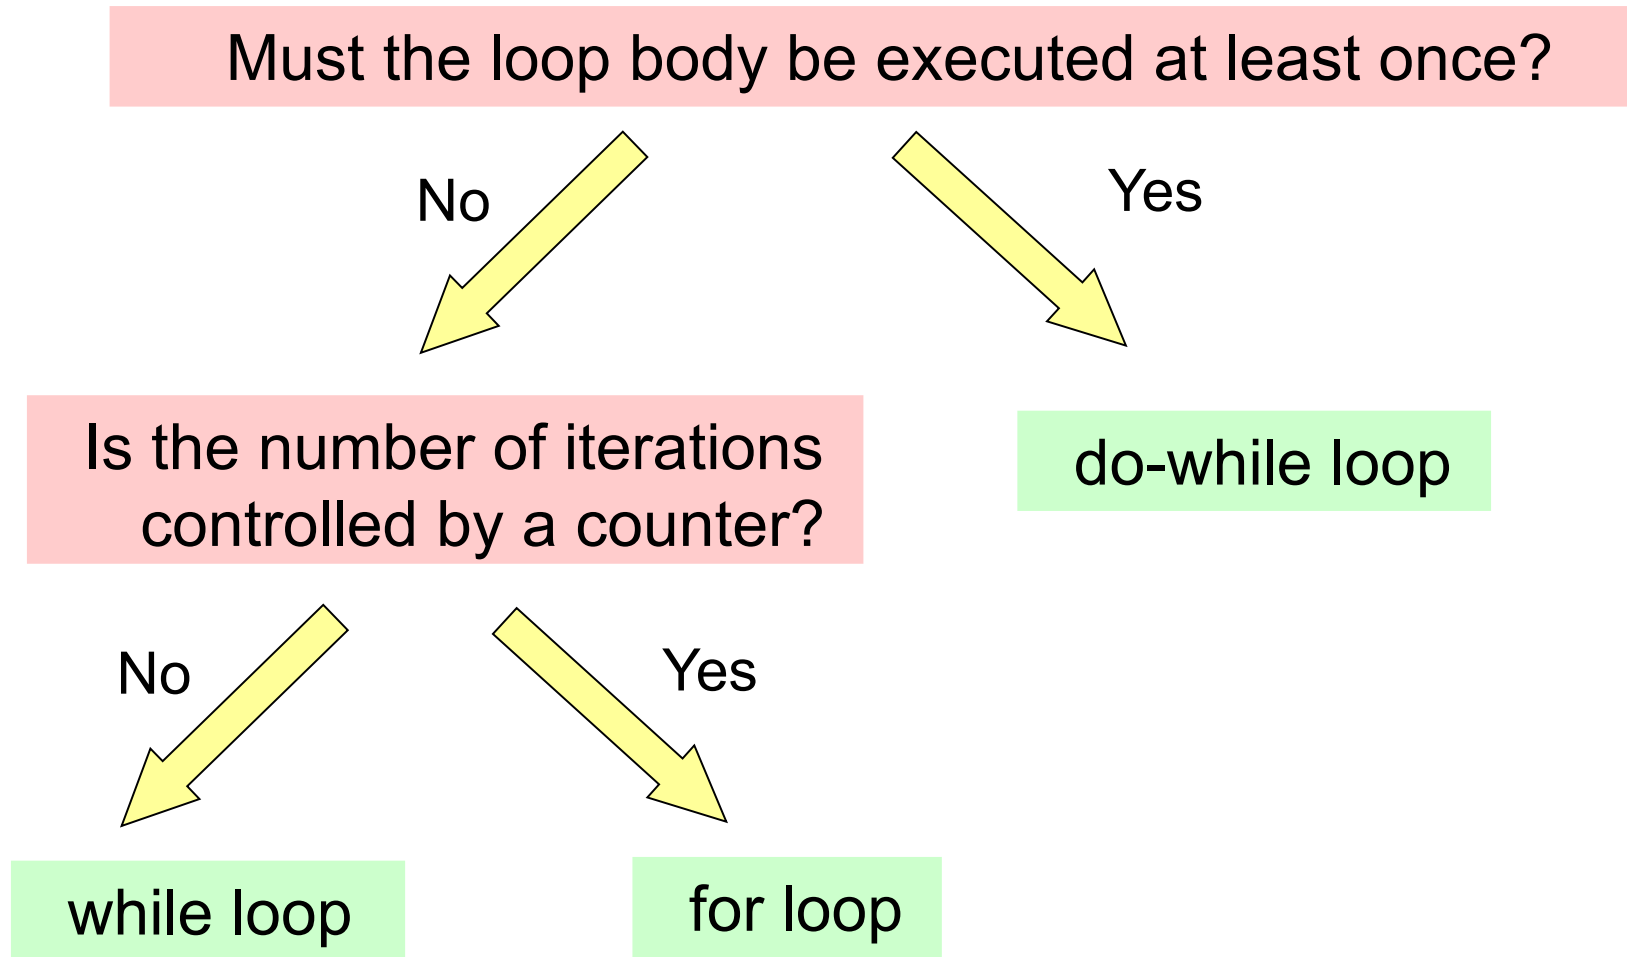 Must the loop body be executed at least once?
No
Yes
Is the number of iterations
controlled by a counter?
do-while loop
No
Yes
while loop
for loop